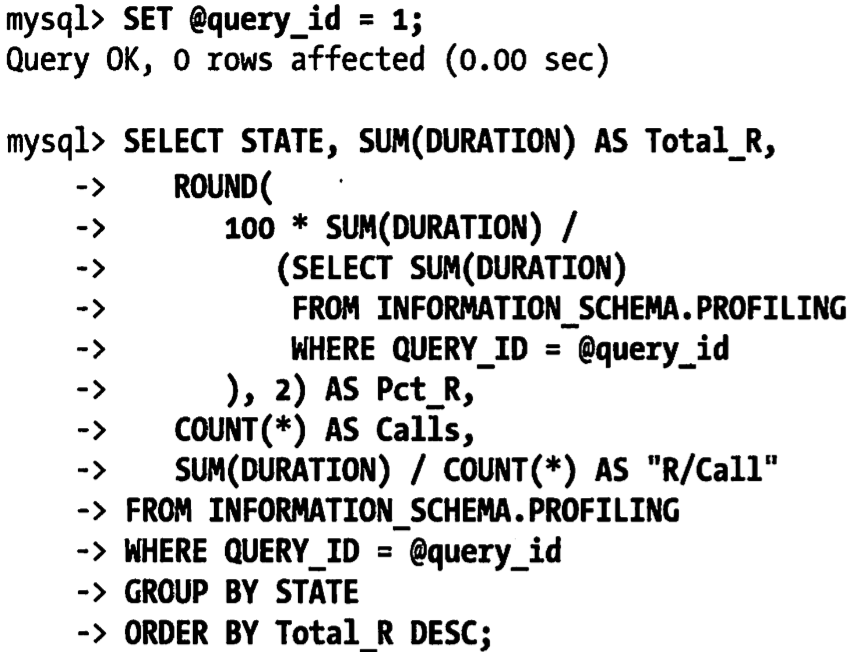 mysql> SET @query_id = 1;
Query OK, 0 rows affected (0.00 sec)
mysql> SELECT STATE, SUM(DURATION) AS Total_R,
    ->    ROUND(
    ->       100 * SUM(DURATION) /
    ->          (SELECT SUM(DURATION)
    ->           FROM INFORMATION_SCHEMA.PROFILING
    ->           WHERE QUERY_ID = @query_id
    ->       ), 2) AS Pct_R,
    ->    COUNT(*) AS Calls,
    ->    SUM(DURATION) / COUNT(*) AS "R/Call"
    -> FROM INFORMATION_SCHEMA.PROFILING
    -> WHERE QUERY_ID = @query_id
    -> GROUP BY STATE
    -> ORDER BY Total_R DESC;